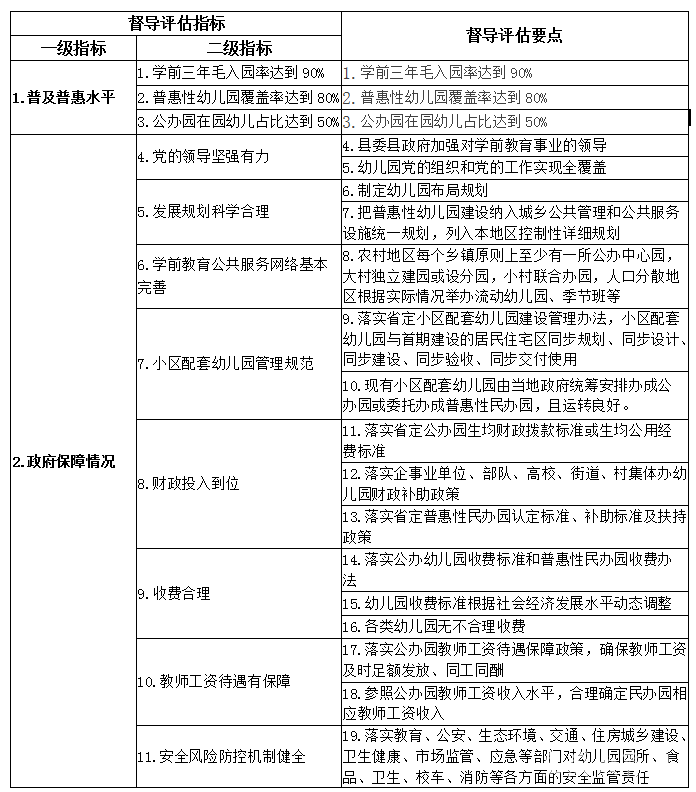 督导评估指标
督导评估要点
一级指标
二级指标
1.普及普惠水平
1.学前三年毛入园率达到90%
1. 学前三年毛入园率达到90%
2.普惠性幼儿园覆盖率达到80%
2. 普惠性幼儿园覆盖率达到80%
3.公办园在园幼儿占比达到50%
3. 公办园在园幼儿占比达到50%
2.政府保障情况
4.党的领导坚强有力
4.县委县政府加强对学前教育事业的领导
5.幼儿园党的组织和党的工作实现全覆盖
5.发展规划科学合理
6.制定幼儿园布局规划
7.把普惠性幼儿园建设纳入城乡公共管理和公共服务
设施统一规划，列入本地区控制性详细规划
6.学前教育公共服务网络基本
完善
8.农村地区每个乡镇原则上至少有一所公办中心园，
大村独立建园或设分园，小村联合办园，人口分散地
区根据实际情况举办流动幼儿园、季节班等
7.小区配套幼儿园管理规范
9.落实省定小区配套幼儿园建设管理办法，小区配套
幼儿园与首期建设的居民住宅区同步规划、同步设计、
同步建设、同步验收、同步交付使用
10.现有小区配套幼儿园由当地政府统筹安排办成公
办园或委托办成普惠性民办园，且运转良好。
8.财政投入到位
11.落实省定公办园生均财政拨款标准或生均公用经
费标准
12.落实企事业单位、部队、高校、街道、村集体办幼
儿园财政补助政策
13.落实省定普惠性民办园认定标准、补助标准及扶持
政策
9.收费合理
14.落实公办幼儿园收费标准和普惠性民办园收费办
法
15.幼儿园收费标准根据社会经济发展水平动态调整
16.各类幼儿园无不合理收费
10.教师工资待遇有保障
17.落实公办园教师工资待遇保障政策，确保教师工资
及时足额发放、同工同酬
18.参照公办园教师工资收入水平，合理确定民办园相
应教师工资收入
11.安全风险防控机制健全
19.落实教育、公安、生态环境、交通、住房城乡建设、
卫生健康、市场监管、应急等部门对幼儿园园所、食
品、卫生、校车、消防等各方面的安全监管责任